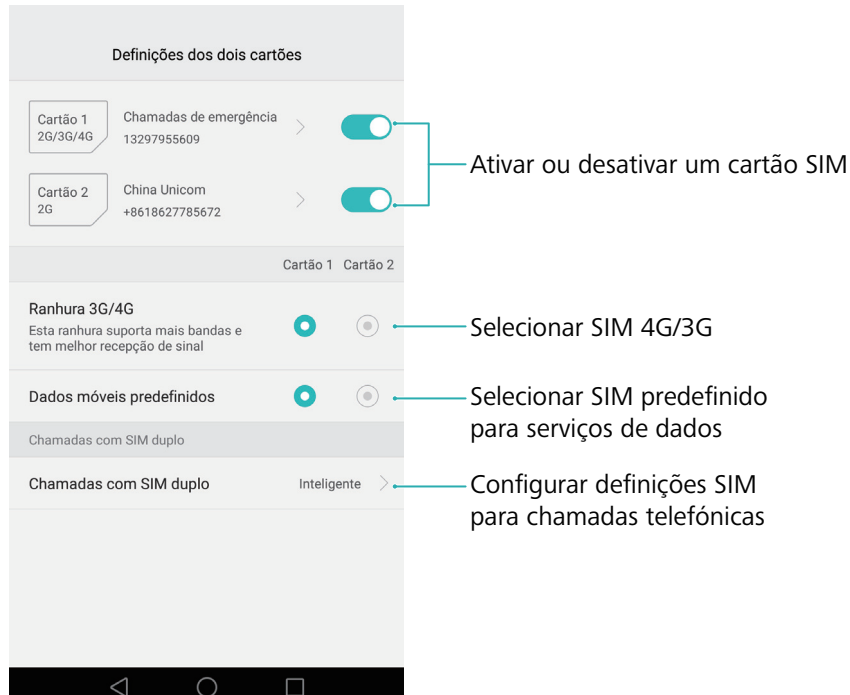 Definições dos dois cartões
Cartão 1
2G/3G/4G
Chamadas de emergência
13297955609
Ativar ou desativar um cartão SIM
Cartão 2
2G
China Unicom
+8618627785672
Cartão 1 Cartão 2
Ranhura 3G/4G
Esta ranhura suporta mais bandas e
tem melhor recepção de sinal
Selecionar SIM 4G/3G
Dados móveis predefinidos
Selecionar SIM predefinido
para serviços de dados
Chamadas com SIM duplo
Chamadas com SIM duplo
Inteligente
Configurar definições SIM
para chamadas telefónicas